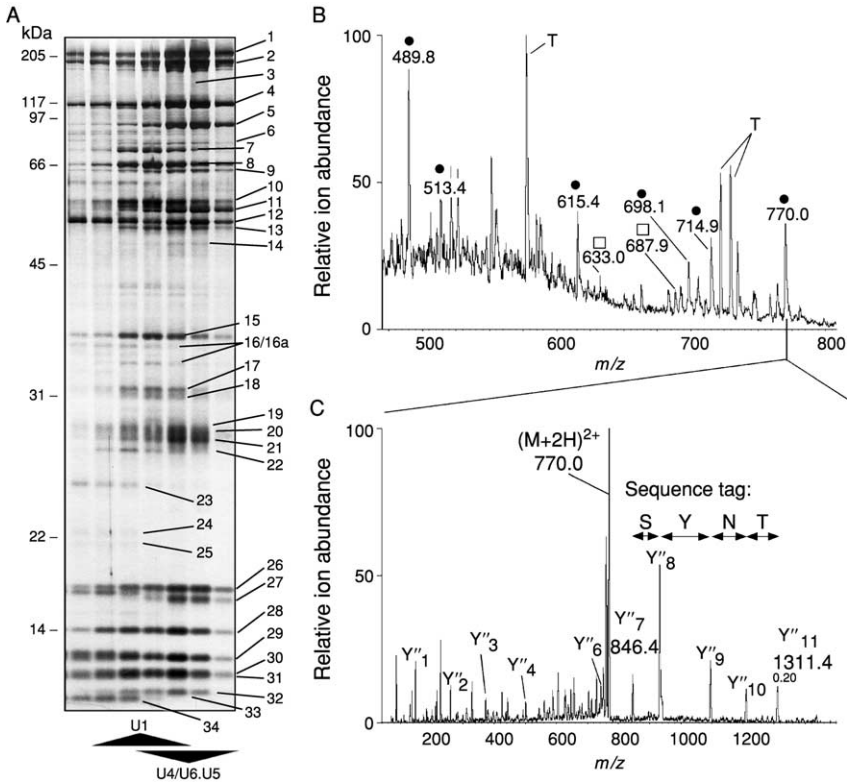 A
kDa
205
117
97
66
45
31
22
14
1
2
3
4
5
6
7
8
9
10
11
12
13
14
15
16/16a
17
18
19
20
21
22
23
24
25
26
27
28
29
30
31
32
33
34
U1
U4/U6.U5
B
Relative ion abundance
100
50
0
489.8
513.4
T
615.4
633.0
698.1
687.9
714.9
T
770.0
500
600
700
800
m/z
C
Relative ion abundance
100
50
0
(M+2H)²⁺
770.0
Sequence tag:
S Y N T
Y″₁
Y″₂
Y″₃
Y″₄
Y″₆
Y″₇
846.4
Y″₈
Y″₉
Y″₁₀
Y″₁₁
1311.4
0.20
200 400 600 800 1000 1200
m/z